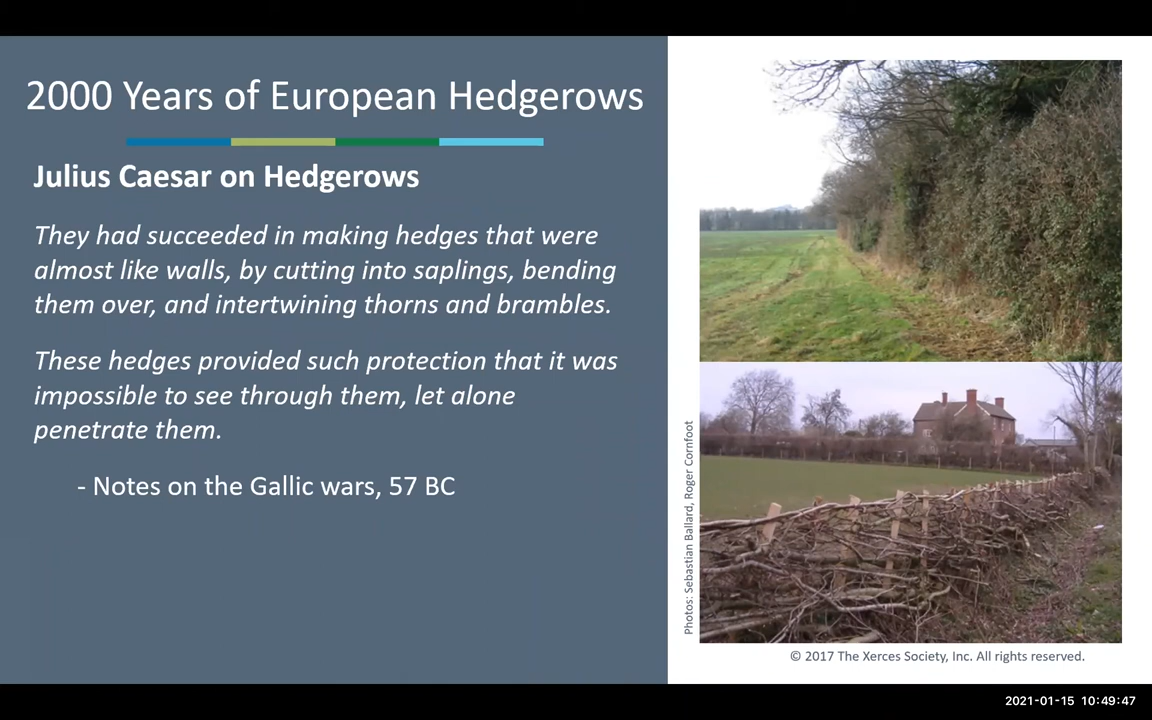 2000 Years of European Hedgerows
Julius Caesar on Hedgerows
They had succeeded in making hedges that were
almost like walls, by cutting into saplings, bending
them over, and intertwining thorns and brambles.
These hedges provided such protection that it was
impossible to see through them, let alone
penetrate them.
- Notes on the Gallic wars, 57 BC
Photos: Sebastian Ballard, Roger Cornfoot
© 2017 The Xerces Society, Inc. All rights reserved.
2021-01-15 10:49:47